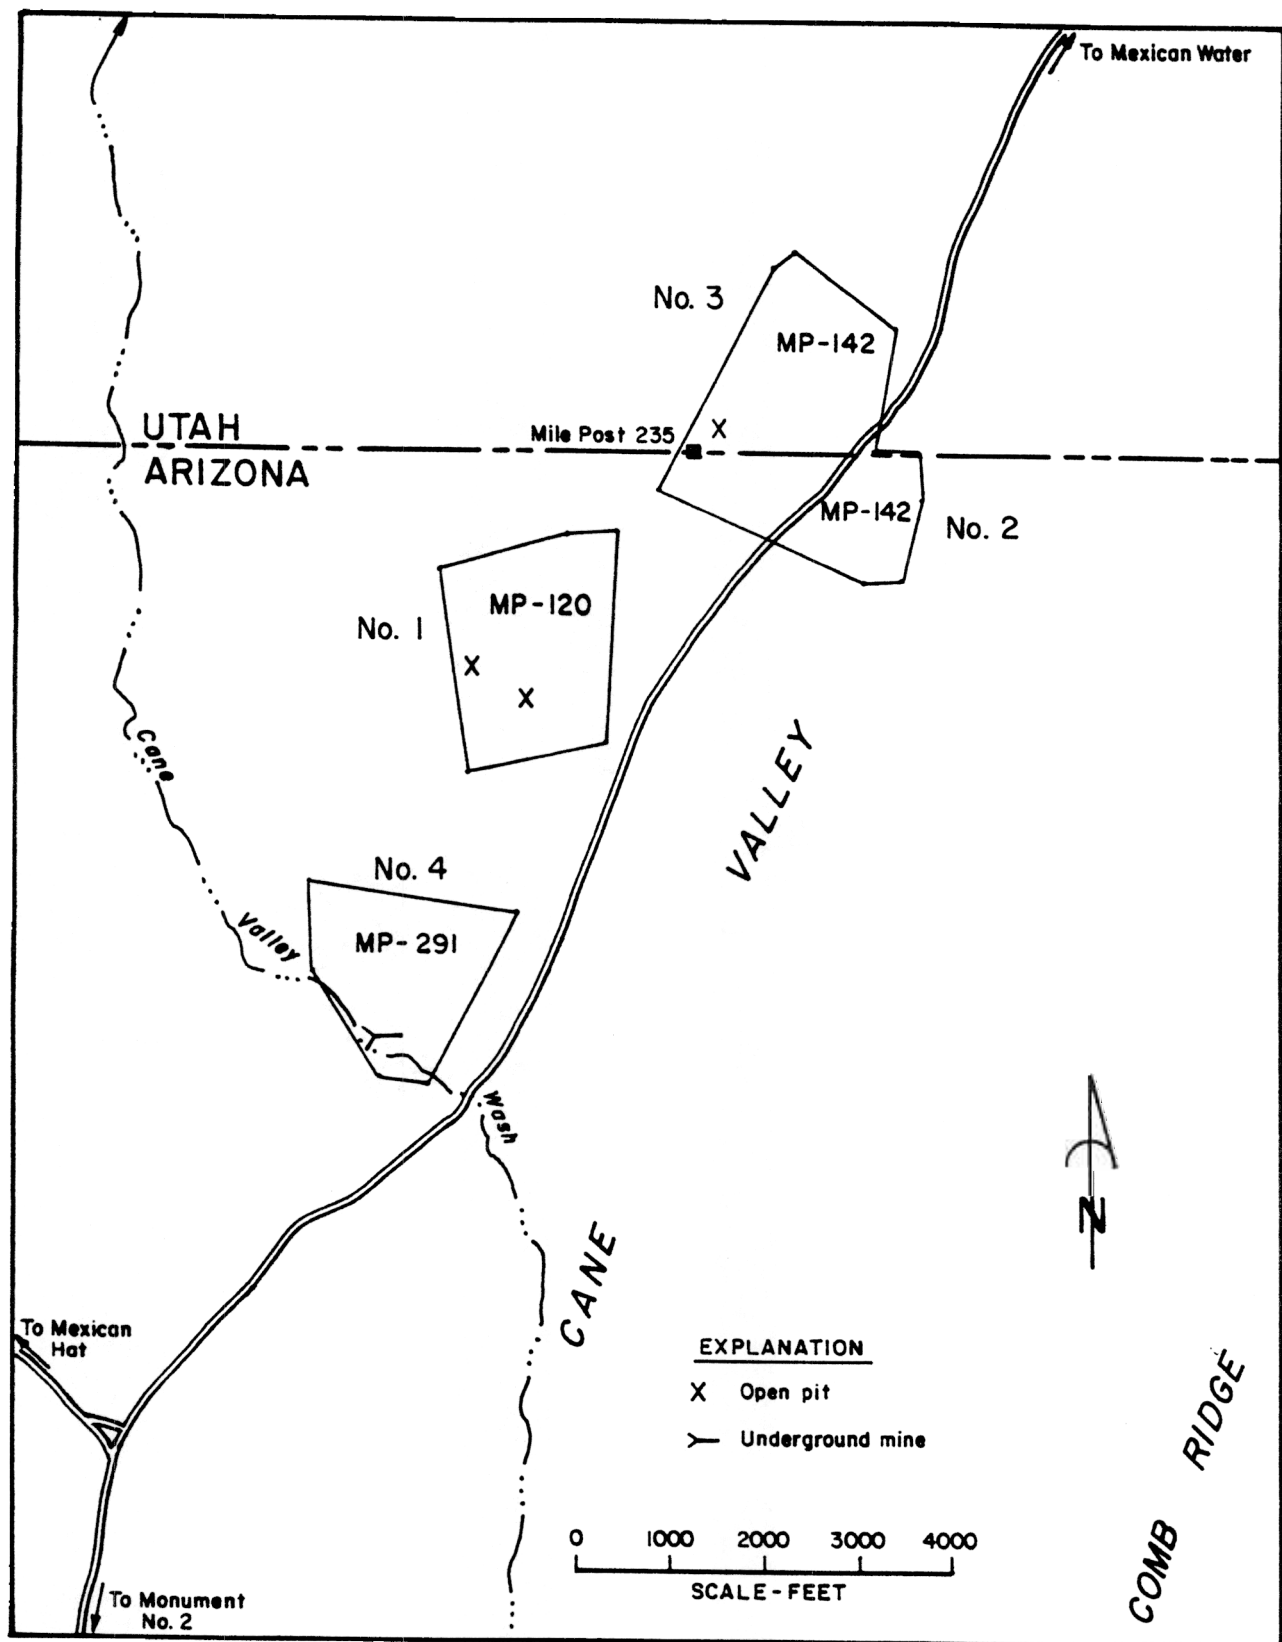 To Mexican Water
No. 3
MP-142
UTAH
Mile Post 235
ARIZONA
MP-142
No. 2
MP-120
No. 1
X
X
X
Cane
VALLEY
No. 4
Valley
MP-291
Wash
N
CANE
To Mexican
Hat
EXPLANATION
X Open pit
Underground mine
RIDGE
COMB
0 1000 2000 3000 4000
SCALE-FEET
To Monument
No. 2